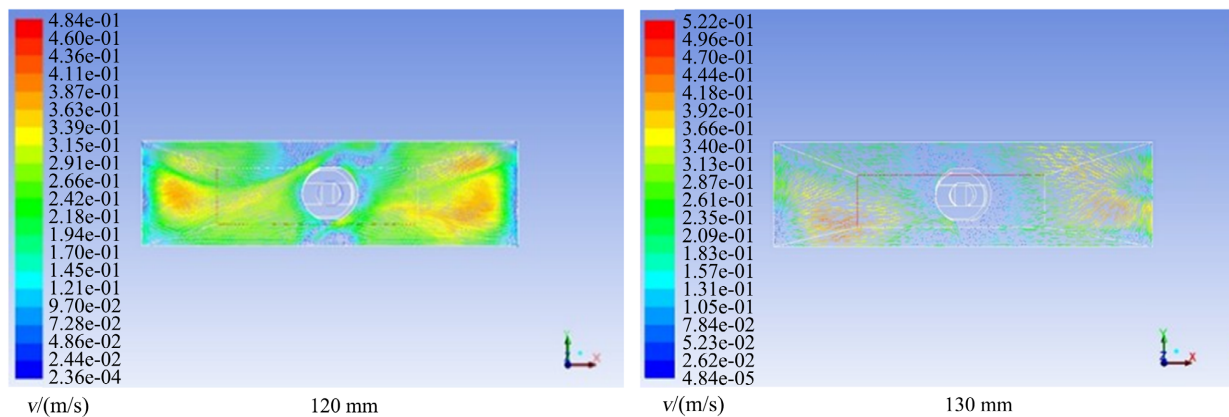 4.84e-01
4.60e-01
4.36e-01
4.11e-01
3.87e-01
3.63e-01
3.39e-01
3.15e-01
2.91e-01
2.66e-01
2.42e-01
2.18e-01
1.94e-01
1.70e-01
1.45e-01
1.21e-01
9.70e-02
7.28e-02
4.86e-02
2.44e-02
2.36e-04
Y
X
v/(m/s)
120 mm
5.22e-01
4.96e-01
4.70e-01
4.44e-01
4.18e-01
3.92e-01
3.66e-01
3.40e-01
3.13e-01
2.87e-01
2.61e-01
2.35e-01
2.09e-01
1.83e-01
1.57e-01
1.31e-01
1.05e-01
7.84e-02
5.23e-02
2.62e-02
4.84e-05
Y
Z
X
v/(m/s)
130 mm